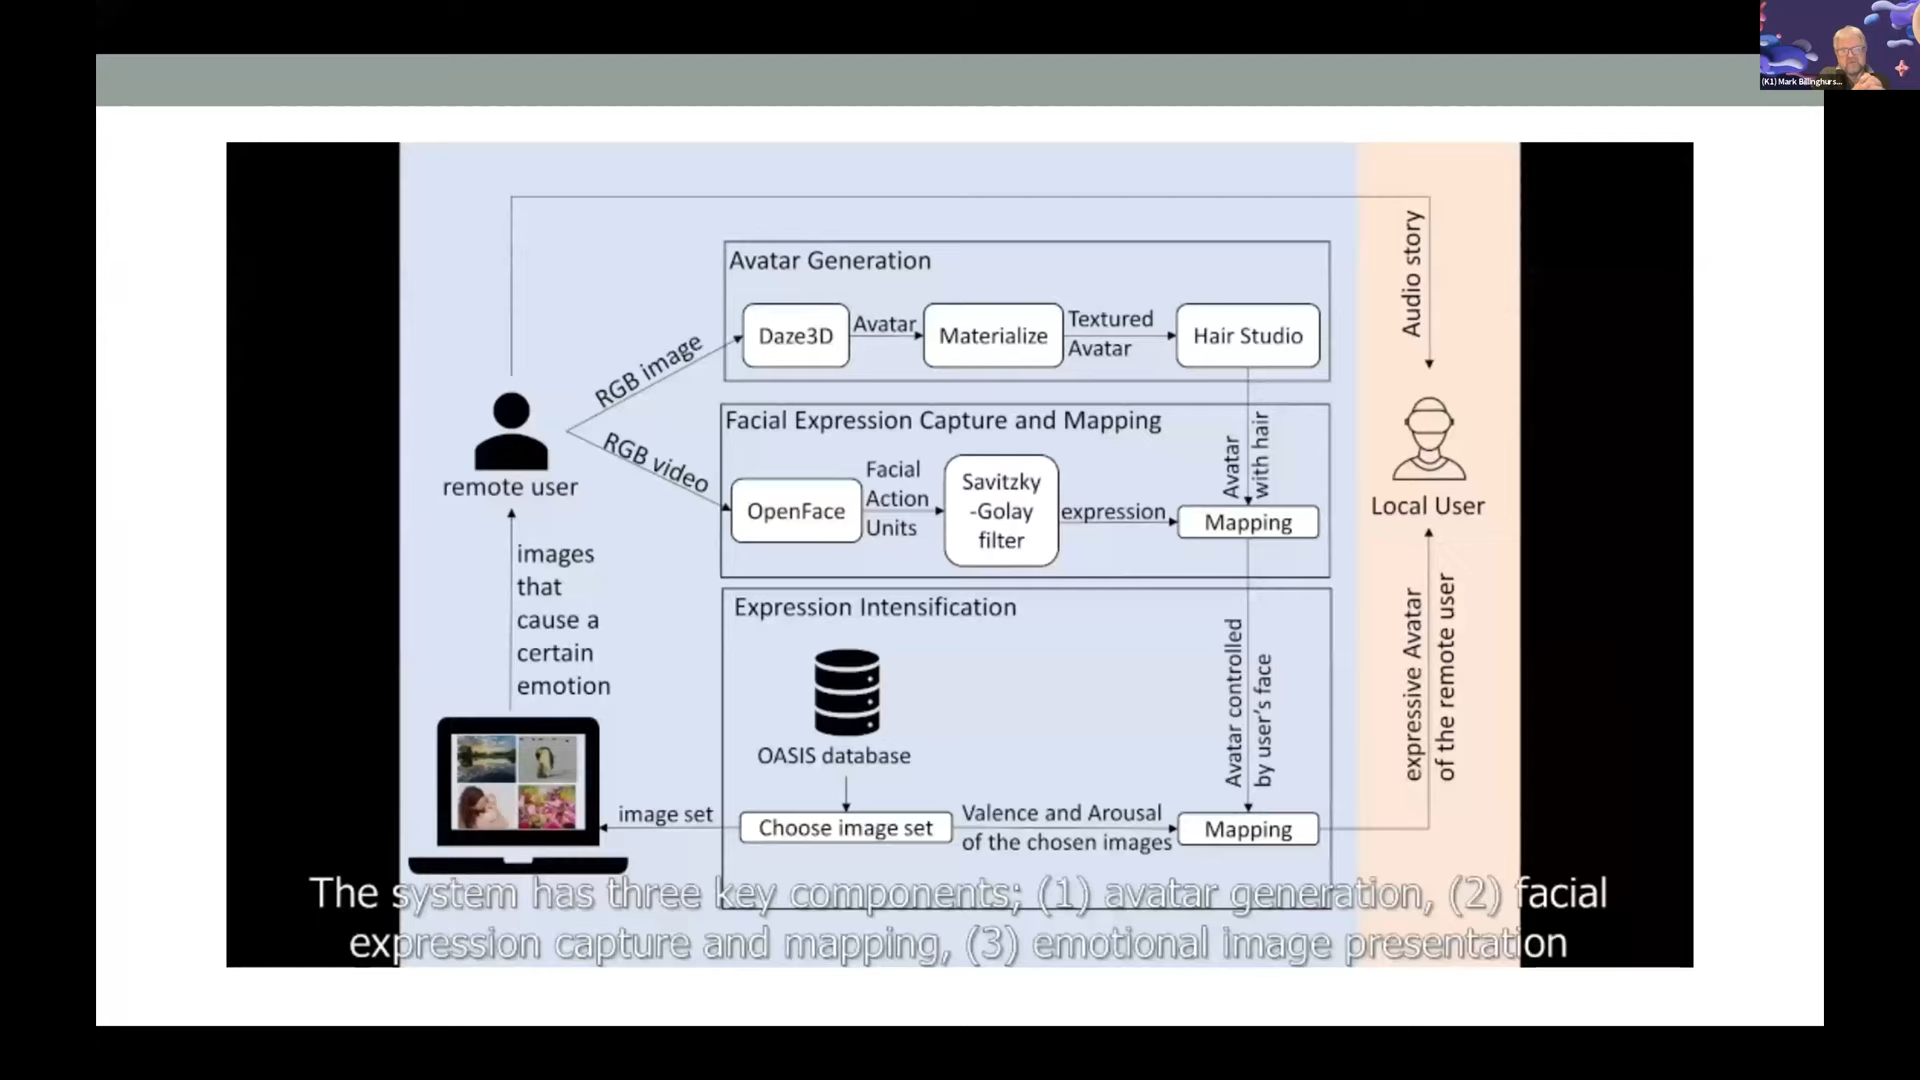 (K1) Mark Billinghurs...
Audio story
Avatar Generation
Daze3D
Avatar
Materialize
Textured
Avatar
Hair Studio
RGB image
RGB video
remote user
Facial Expression Capture and Mapping
OpenFace
Facial
Action
Units
Savitzky
-Golay
filter
expression
Avatar
with hair
Mapping
Local User
images
that
cause a
certain
emotion
Expression Intensification
OASIS database
image set
Choose image set
Valence and Arousal
of the chosen images
Avatar controlled
by user's face
Mapping
expressive Avatar
of the remote user
The system has three key components; (1) avatar generation, (2) facial
expression capture and mapping, (3) emotional image presentation